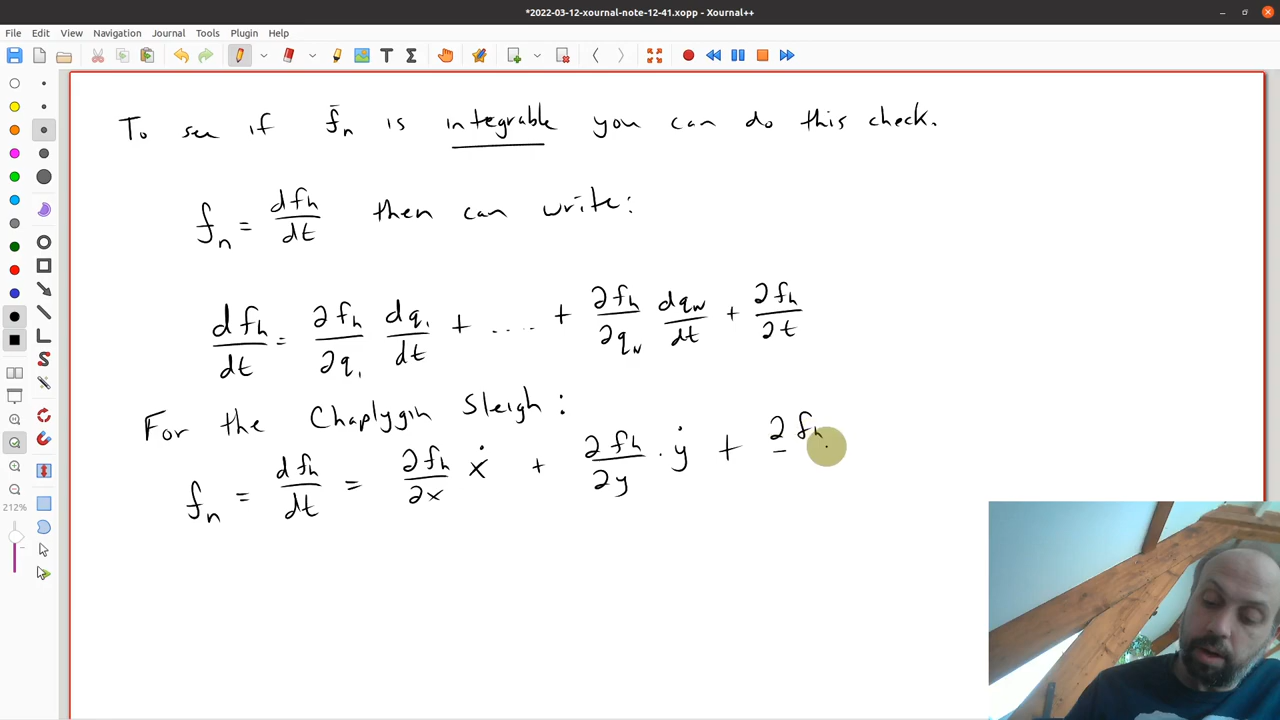 *2022-03-12-xournal-note-12-41.xopp - Xournal++
File Edit View Navigation Journal Tools Plugin Help
To see if f̄ₙ is integrable you can do this check.
fₙ = dfₕ/dt then can write:
dfₕ/dt = ∂fₕ/∂q₁ dq₁/dt + .... + ∂fₕ/∂q_N dq_N/dt + ∂fₕ/∂t
For the Chaplygin Sleigh:
fₙ = dfₕ/dt = ∂fₕ/∂x ẋ + ∂fₕ/∂y · ẏ + ∂fₕ
212%